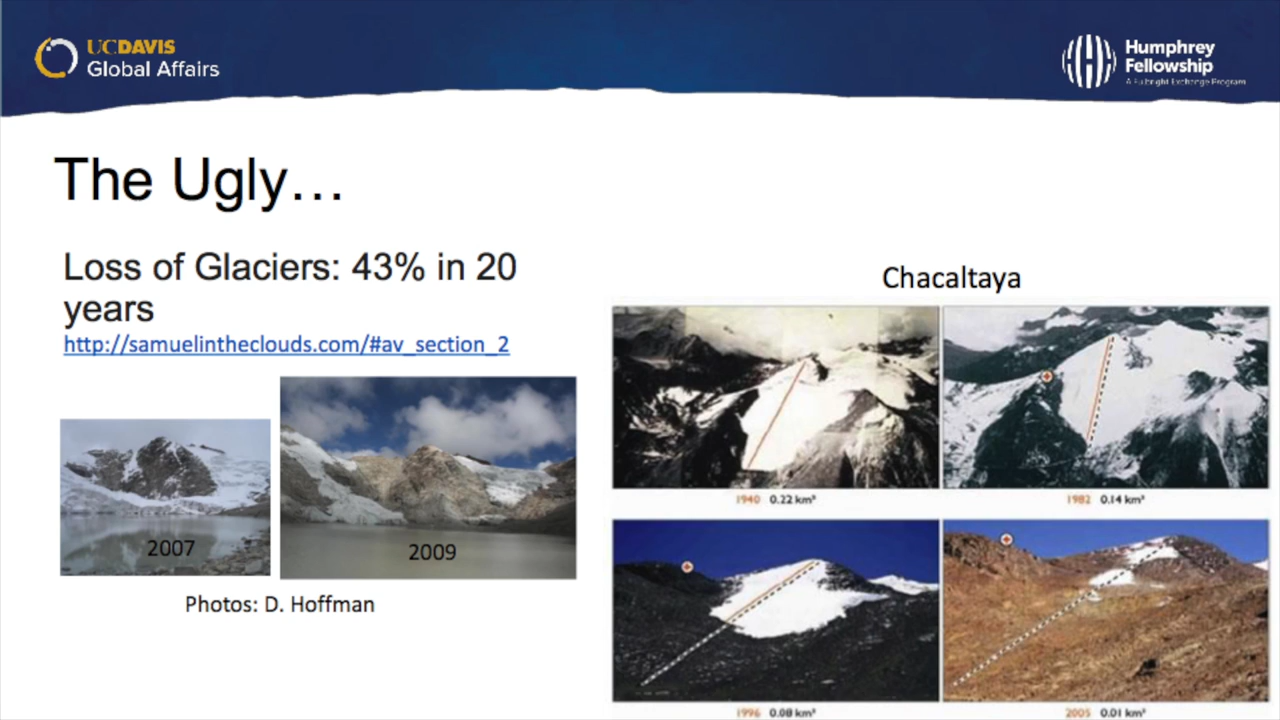 UCDAVIS
Global Affairs
Humphrey
Fellowship
A Fulbright Exchange Program
The Ugly...
Loss of Glaciers: 43% in 20
years
http://samuelintheclouds.com/#av_section_2
2007
2009
Photos: D. Hoffman
Chacaltaya
1940 0.22 km²
1982 0.14 km²
1996 0.08 km²
2005 0.01 km²